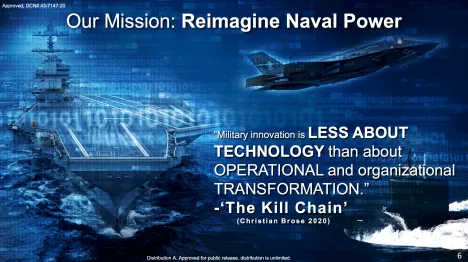 Approved, DCN# 43-7147-20
Our Mission: Reimagine Naval Power
"Military innovation is LESS ABOUT
TECHNOLOGY than about
OPERATIONAL and organizational
TRANSFORMATION."
-‘The Kill Chain’
(Christian Brose 2020)
Distribution A. Approved for public release, distribution is unlimited.
6